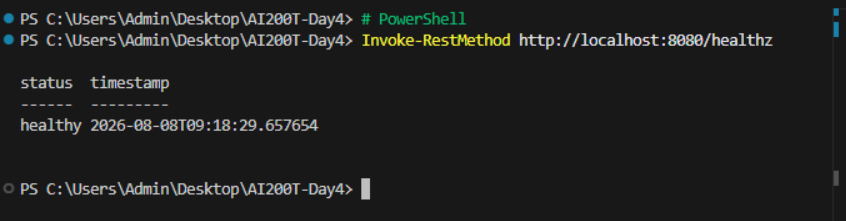 PS C:\Users\Admin\Desktop\AI200T-Day4> # PowerShell
PS C:\Users\Admin\Desktop\AI200T-Day4> Invoke-RestMethod http://localhost:8080/healthz
status  timestamp
------  ---------
healthy 2026-08-08T09:18:29.657654
PS C:\Users\Admin\Desktop\AI200T-Day4>